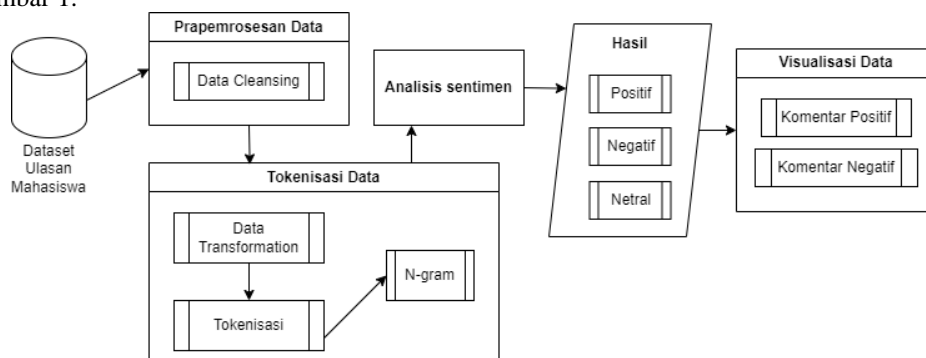 mbar 1.
Prapemrosesan Data
Data Cleansing
Dataset
Ulasan
Mahasiswa
Tokenisasi Data
Data
Transformation
Tokenisasi
N-gram
Analisis sentimen
Hasil
Positif
Negatif
Netral
Visualisasi Data
Komentar Positif
Komentar Negatif